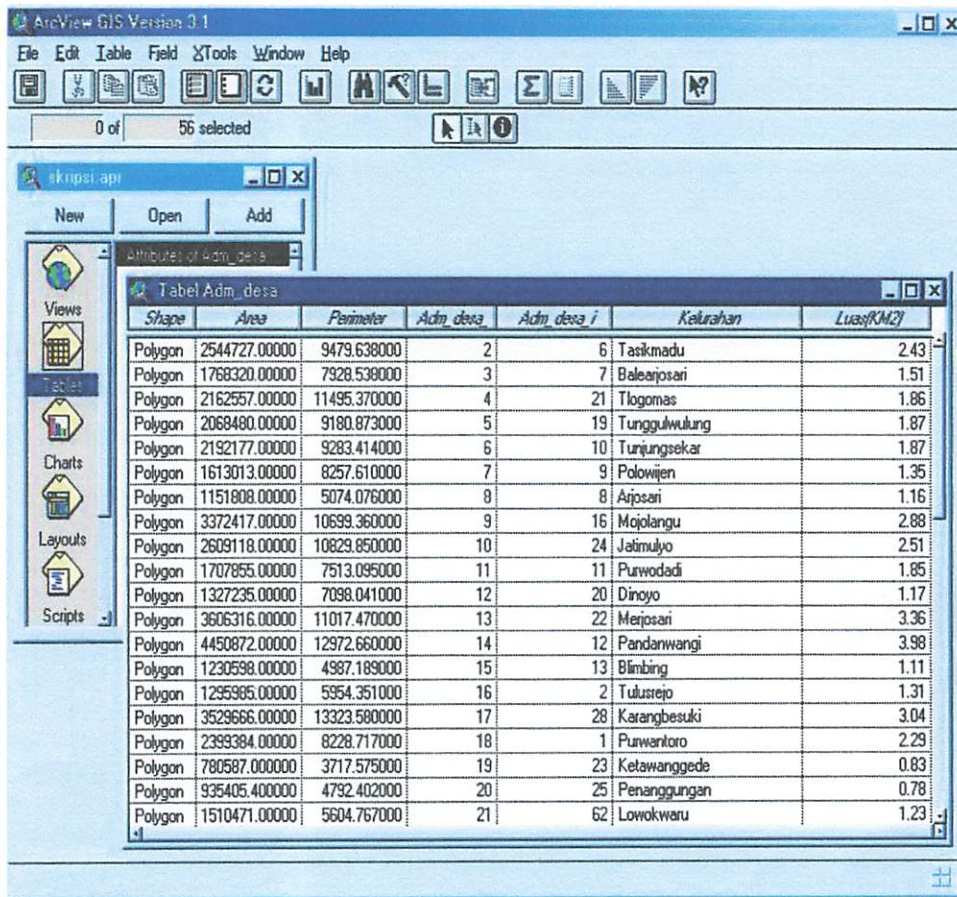 ArcView GIS Version 3.1
File Edit Table Field XTools Window Help
0 of 56 selected
skripsi.apr
New Open Add
Attributes of Adm_desa
Views
Tables
Charts
Layouts
Scripts
Tabel Adm_desa
Shape Area Perimeter Adm_desa_ Adm_desa_i Kelurahan Luas(KM2)
Polygon 2544727.00000 9479.638000 2 6 Tasikmadu 2.43
Polygon 1768320.00000 7928.538000 3 7 Balearjosari 1.51
Polygon 2162557.00000 11495.370000 4 21 Tlogomas 1.86
Polygon 2068480.00000 9180.873000 5 19 Tunggulwulung 1.87
Polygon 2192177.00000 9283.414000 6 10 Tunjungsekar 1.87
Polygon 1613013.00000 8257.610000 7 9 Polowijen 1.35
Polygon 1151808.00000 5074.076000 8 8 Arjosari 1.16
Polygon 3372417.00000 10699.360000 9 16 Mojolangu 2.88
Polygon 2609118.00000 10829.850000 10 24 Jatimulyo 2.51
Polygon 1707855.00000 7513.095000 11 11 Purwodadi 1.85
Polygon 1327235.00000 7098.041000 12 20 Dinoyo 1.17
Polygon 3606316.00000 11017.470000 13 22 Merjosari 3.36
Polygon 4450872.00000 12972.660000 14 12 Pandanwangi 3.98
Polygon 1230598.00000 4987.189000 15 13 Blimbing 1.11
Polygon 1295985.00000 5954.351000 16 2 Tulusrejo 1.31
Polygon 3529666.00000 13323.580000 17 28 Karangbesuki 3.04
Polygon 2399384.00000 8228.717000 18 1 Purwantoro 2.29
Polygon 780587.000000 3717.575000 19 23 Ketawanggede 0.83
Polygon 935405.400000 4792.402000 20 25 Penanggungan 0.78
Polygon 1510471.00000 5604.767000 21 62 Lowokwaru 1.23